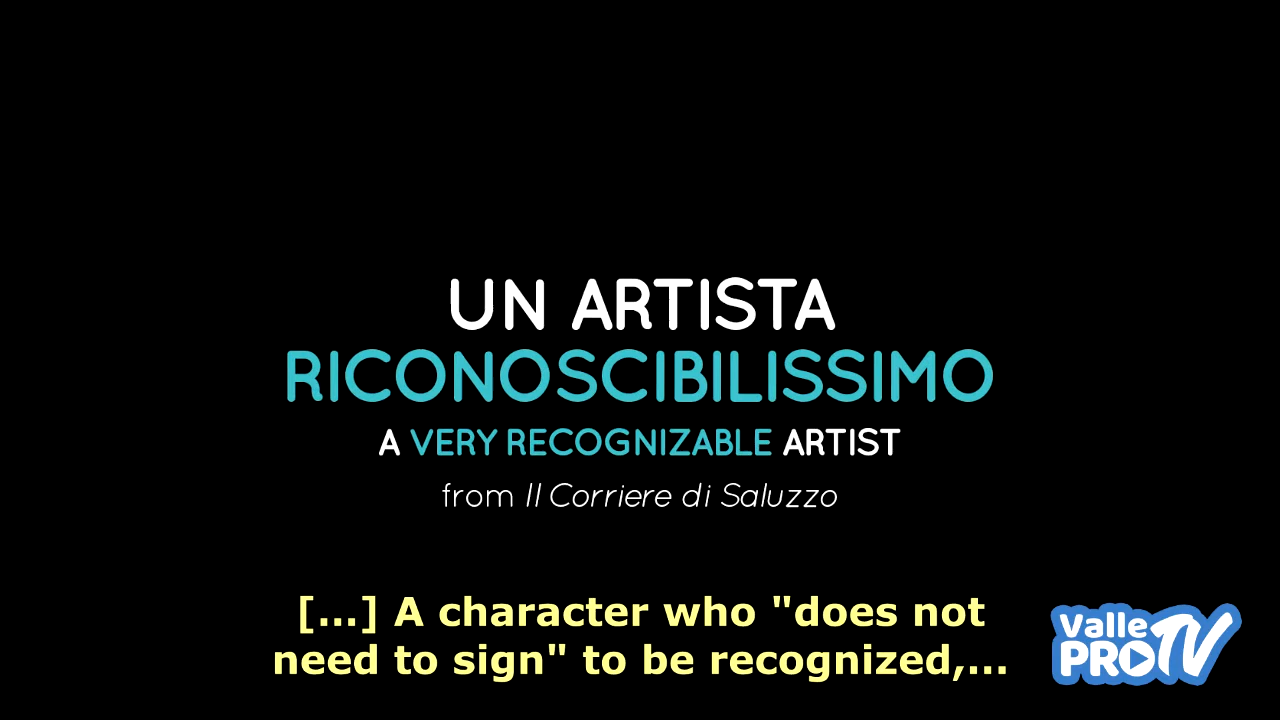 UN ARTISTA
RICONOSCIBILISSIMO
A VERY RECOGNIZABLE ARTIST
from Il Corriere di Saluzzo
[...] A character who "does not
need to sign" to be recognized,...
Valle
PRO TV